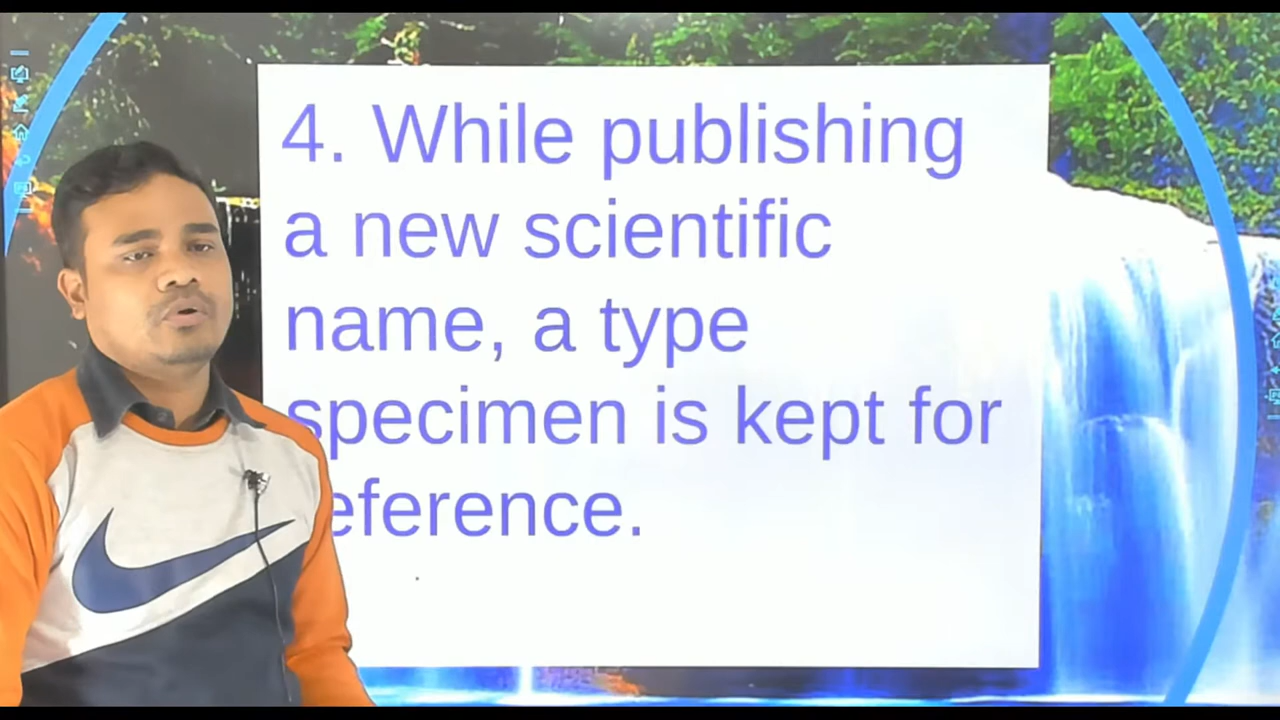 4. While publishing
a new scientific
name, a type
specimen is kept for
eference.